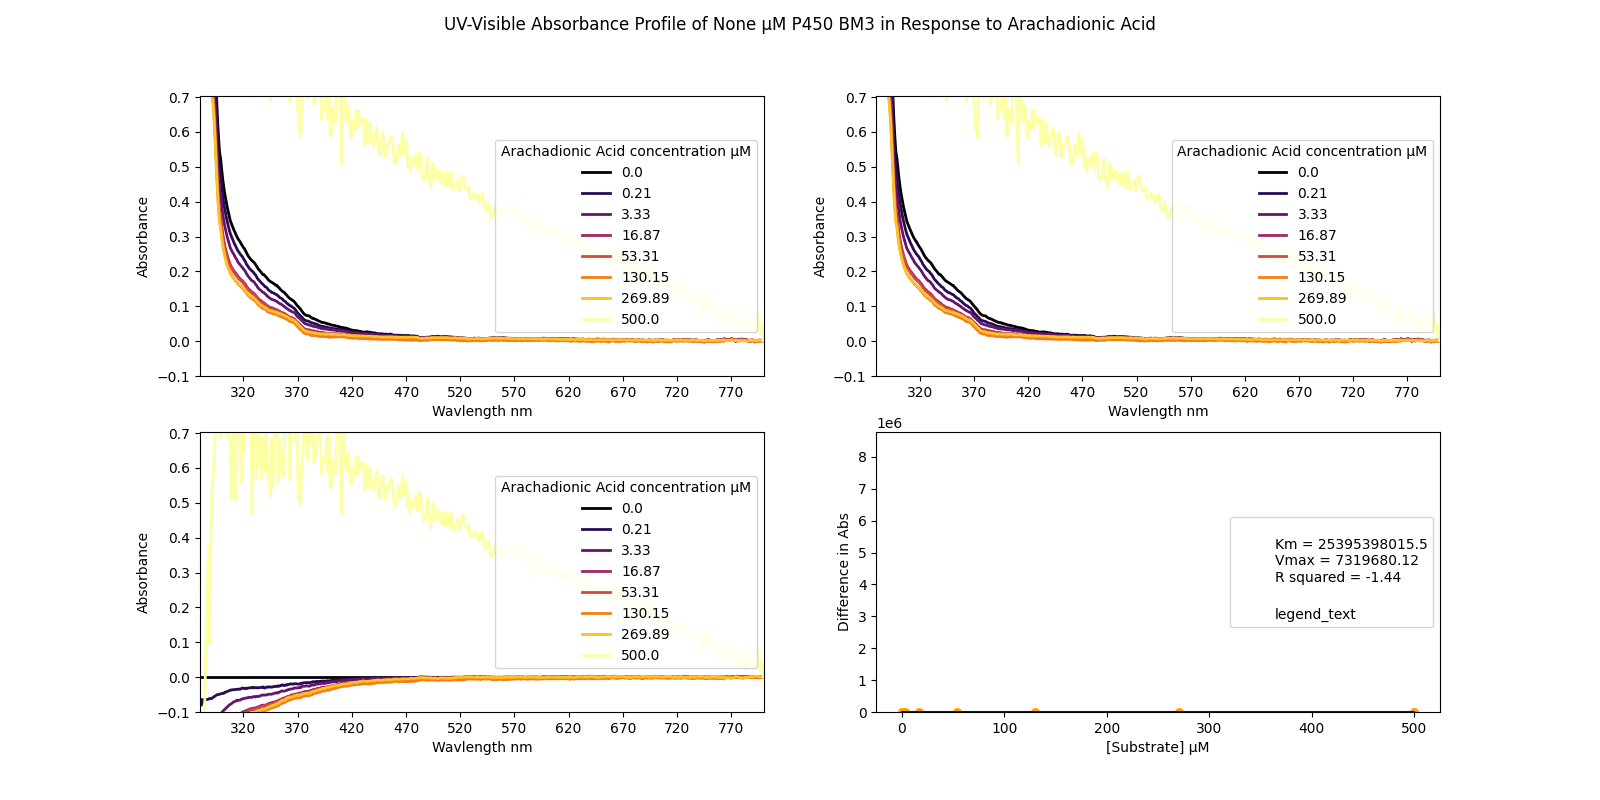 UV-Visible Absorbance Profile of None μM P450 BM3 in Response to Arachadionic Acid
0.7
0.6
0.5
0.4
0.3
0.2
0.1
0.0
−0.1
Absorbance
320 370 420 470 520 570 620 670 720 770
Wavlength nm
Arachadionic Acid concentration μM
0.0
0.21
3.33
16.87
53.31
130.15
269.89
500.0
0.7
0.6
0.5
0.4
0.3
0.2
0.1
0.0
−0.1
Absorbance
320 370 420 470 520 570 620 670 720 770
Wavlength nm
Arachadionic Acid concentration μM
0.0
0.21
3.33
16.87
53.31
130.15
269.89
500.0
0.7
0.6
0.5
0.4
0.3
0.2
0.1
0.0
−0.1
Absorbance
320 370 420 470 520 570 620 670 720 770
Wavlength nm
Arachadionic Acid concentration μM
0.0
0.21
3.33
16.87
53.31
130.15
269.89
500.0
1e6
8
7
6
5
4
3
2
1
0
Difference in Abs
0 100 200 300 400 500
[Substrate] μM
Km = 25395398015.5
Vmax = 7319680.12
R squared = -1.44
legend_text